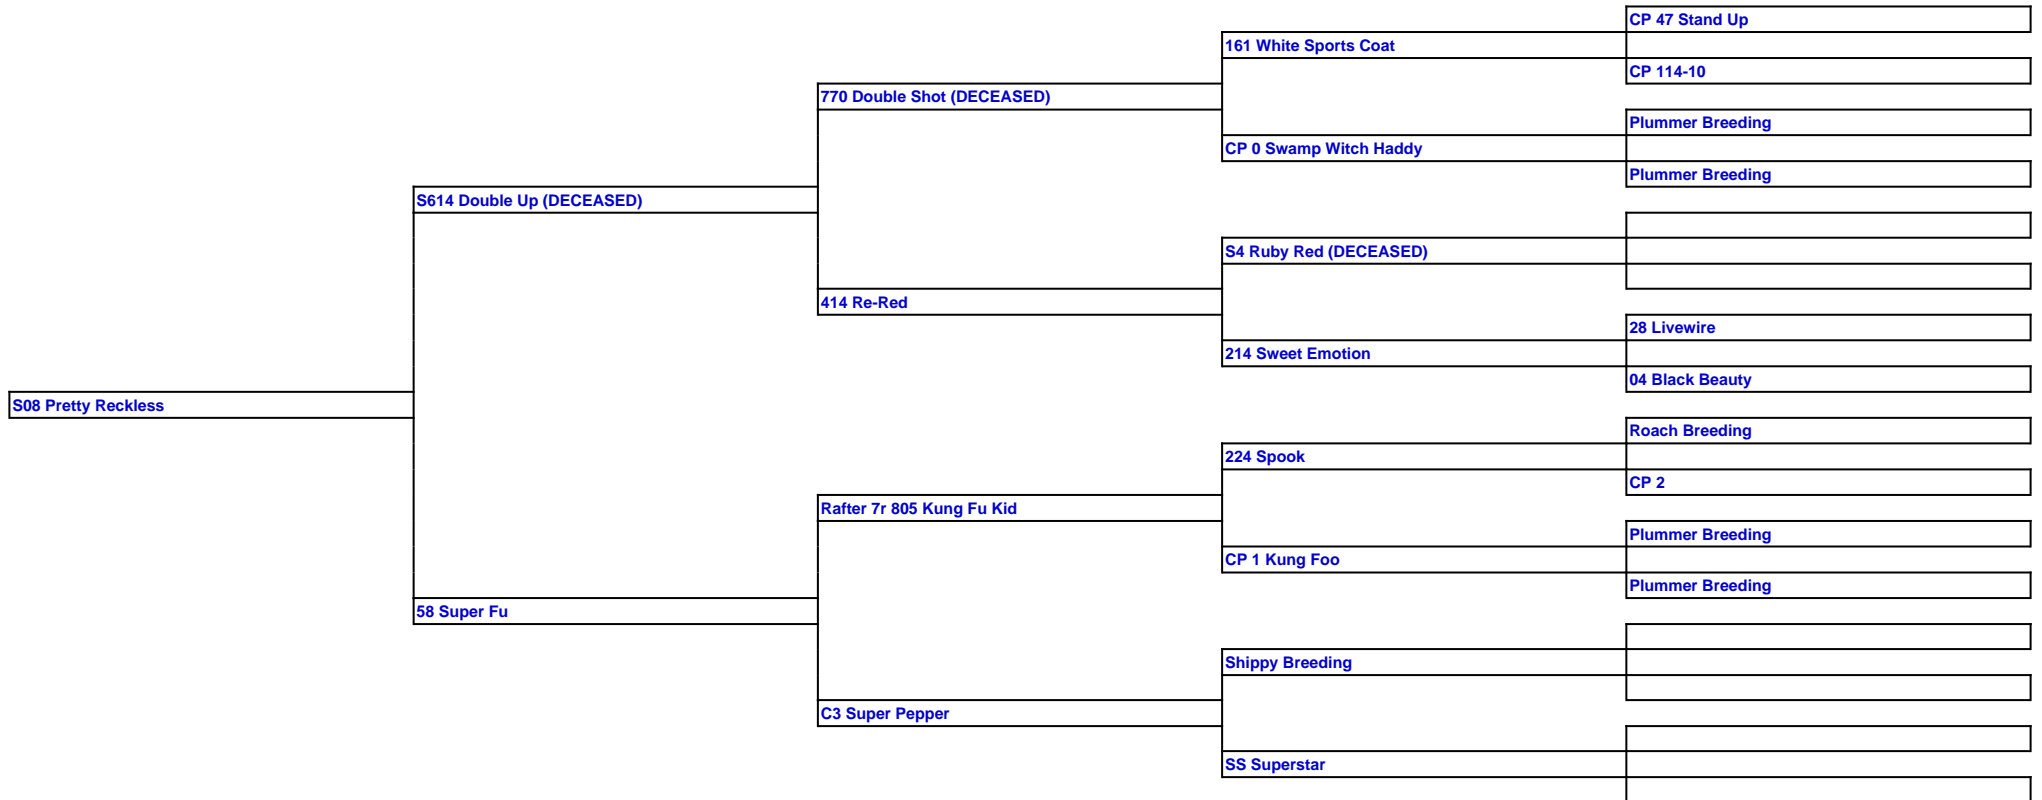 CP 47 Stand Up
161 White Sports Coat
CP 114-10
770 Double Shot (DECEASED)
Plummer Breeding
CP 0 Swamp Witch Haddy
Plummer Breeding
S614 Double Up (DECEASED)
S4 Ruby Red (DECEASED)
414 Re-Red
28 Livewire
214 Sweet Emotion
04 Black Beauty
S08 Pretty Reckless
Roach Breeding
224 Spook
CP 2
Rafter 7r 805 Kung Fu Kid
Plummer Breeding
CP 1 Kung Foo
Plummer Breeding
58 Super Fu
Shippy Breeding
C3 Super Pepper
SS Superstar